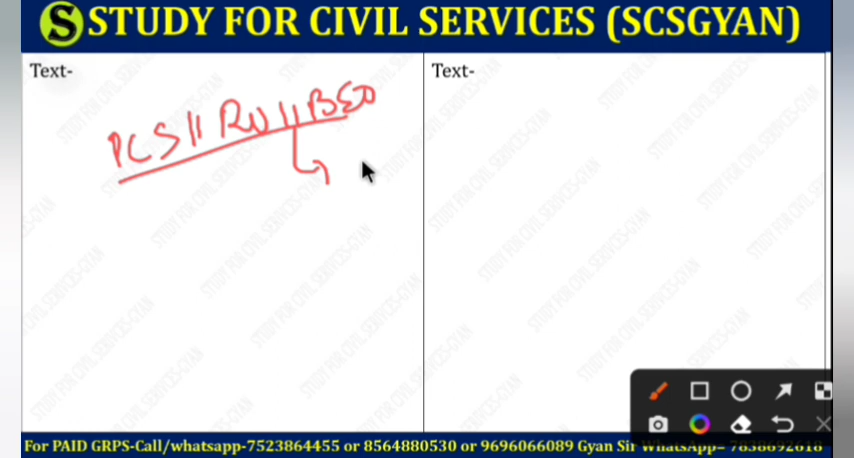 S STUDY FOR CIVIL SERVICES (SCSGYAN)
Text-
Text-
PCS || RO || BEO
For PAID GRPS-Call/whatsapp-7523864455 or 8564880530 or 9696066089 Gyan Sir WhatsApp= 7838692618